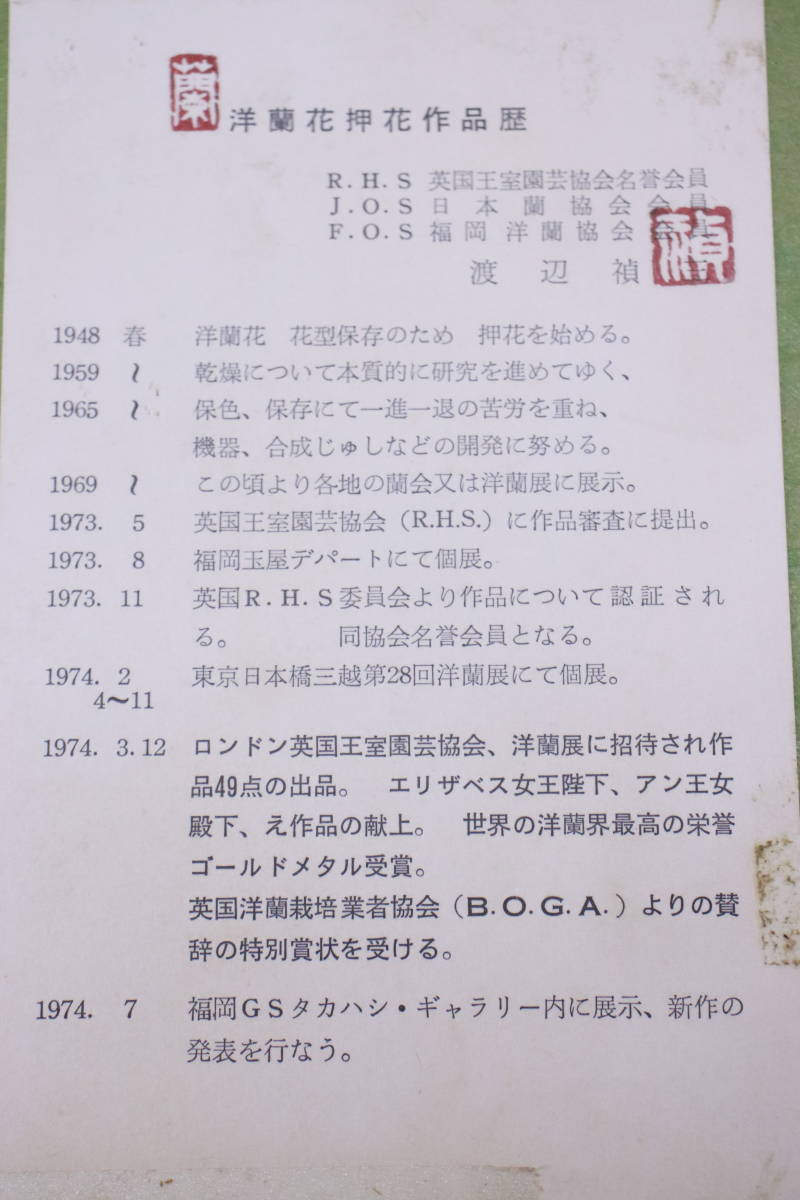 蘭 洋蘭花押花作品歴
R.H.S 英国王室園芸協会名誉会員
J.O.S 日本蘭協会会員
F.O.S 福岡洋蘭協会会員
渡辺禎
1948 春 洋蘭花 花型保存のため 押花を始める。
1959 〜 乾燥について本質的に研究を進めてゆく、
1965 〜 保色、保存にて一進一退の苦労を重ね、
機器、合成じゅしなどの開発に努める。
1969 〜 この頃より各地の蘭会又は洋蘭展に展示。
1973. 5 英国王室園芸協会（R.H.S.）に作品審査に提出。
1973. 8 福岡玉屋デパートにて個展。
1973. 11 英国R.H.S委員会より作品について認証され
る。 同協会名誉会員となる。
1974. 2 東京日本橋三越第28回洋蘭展にて個展。
4〜11
1974. 3.12 ロンドン英国王室園芸協会、洋蘭展に招待され作
品49点の出品。 エリザベス女王陛下、アン王女
殿下、え作品の献上。 世界の洋蘭界最高の栄誉
ゴールドメタル受賞。
英国洋蘭栽培業者協会（B.O.G.A.）よりの賛
辞の特別賞状を受ける。
1974. 7 福岡GSタカハシ・ギャラリー内に展示、新作の
発表を行なう。